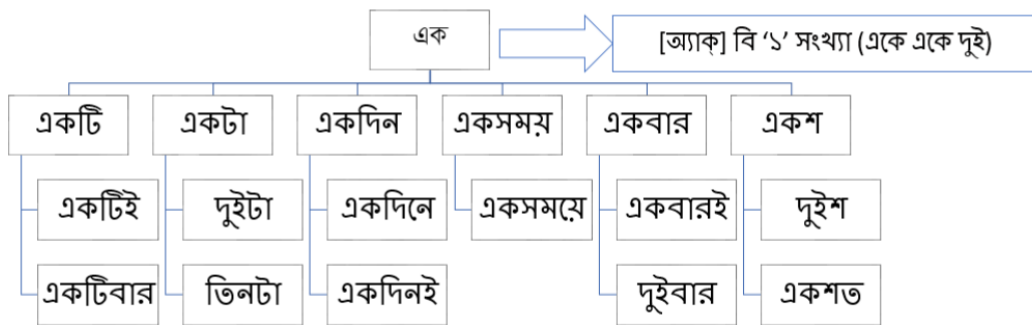 এক
[অ্যাক্] বি ‘১’ সংখ্যা (একে একে দুই)
একটি
একটা
একদিন
একসময়
একবার
একশ
একটিই
দুইটা
একদিনে
একসময়ে
একবারই
দুইশ
একটিবার
তিনটা
একদিনই
দুইবার
একশত